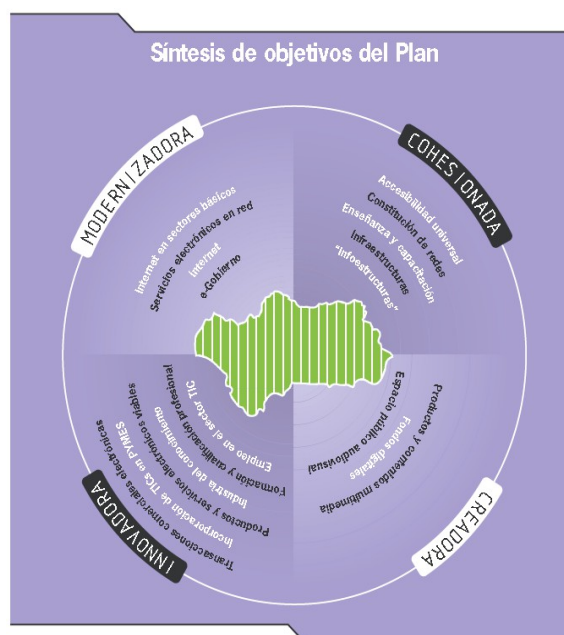 Síntesis de objetivos del Plan
MODERNIZADORA
Internet en sectores básicos
Servicios electrónicos en red
Internet
e-Gobierno
COHESIONADA
Accesibilidad universal
Constitución de redes
Enseñanza y capacitación
Infraestructuras
"Infoestructuras"
INNOVADORA
Transacciones comerciales electrónicas
Incorporación de TICs en PYMES
Productos y servicios electrónicos viables
Industria del conocimiento
Formación y cualificación profesional
Empleo en el sector TIC
CREADORA
Productos y contenidos multimedia
Fondos digitales
Espacio público audiovisual